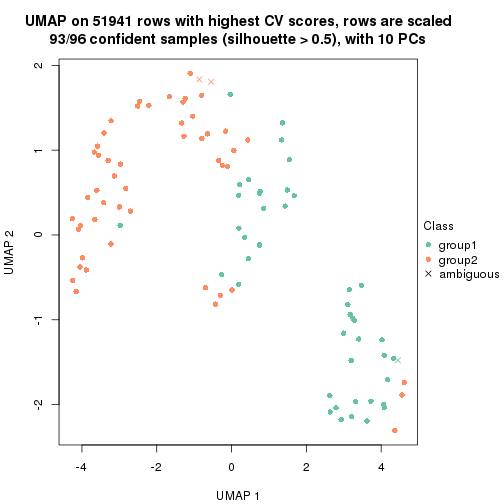 UMAP on 51941 rows with highest CV scores, rows are scaled
93/96 confident samples (silhouette > 0.5), with 10 PCs
2
1
0
-1
-2
UMAP 2
-4
-2
0
2
4
UMAP 1
Class
group1
group2
ambiguous